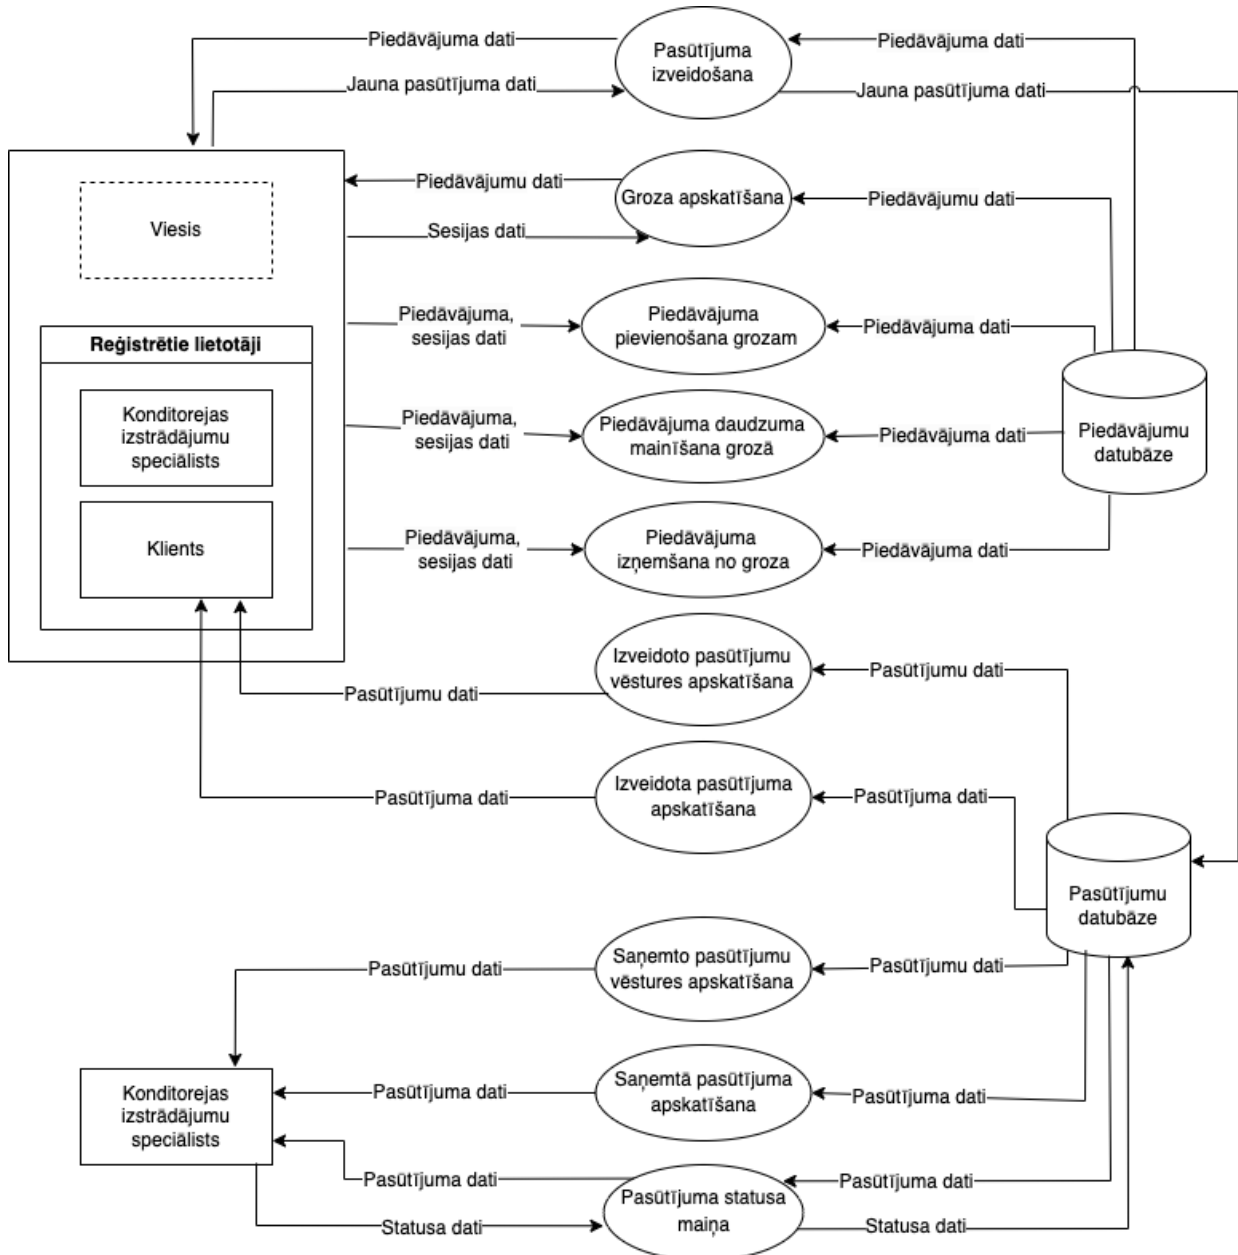 Piedāvājuma dati
Pasūtījuma
izveidošana
Piedāvājuma dati
Jauna pasūtījuma dati
Jauna pasūtījuma dati
Piedāvājumu dati
Groza apskatīšana
Piedāvājumu dati
Viesis
Sesijas dati
Piedāvājuma,
sesijas dati
Piedāvājuma
pievienošana grozam
Piedāvājuma dati
Reģistrētie lietotāji
Konditorejas
izstrādājumu
speciālists
Piedāvājuma,
sesijas dati
Piedāvājuma daudzuma
mainīšana grozā
Piedāvājuma dati
Piedāvājumu
datubāze
Klients
Piedāvājuma,
sesijas dati
Piedāvājuma
izņemšana no groza
Piedāvājuma dati
Izveidoto pasūtījumu
vēstures apskatīšana
Pasūtījumu dati
Pasūtījumu dati
Izveidota pasūtījuma
apskatīšana
Pasūtījuma dati
Pasūtījuma dati
Pasūtījumu
datubāze
Saņemto pasūtījumu
vēstures apskatīšana
Pasūtījumu dati
Pasūtījumu dati
Konditorejas
izstrādājumu
speciālists
Pasūtījuma dati
Saņemtā pasūtījuma
apskatīšana
Pasūtījuma dati
Pasūtījuma dati
Pasūtījuma statusa
maiņa
Pasūtījuma dati
Statusa dati
Statusa dati